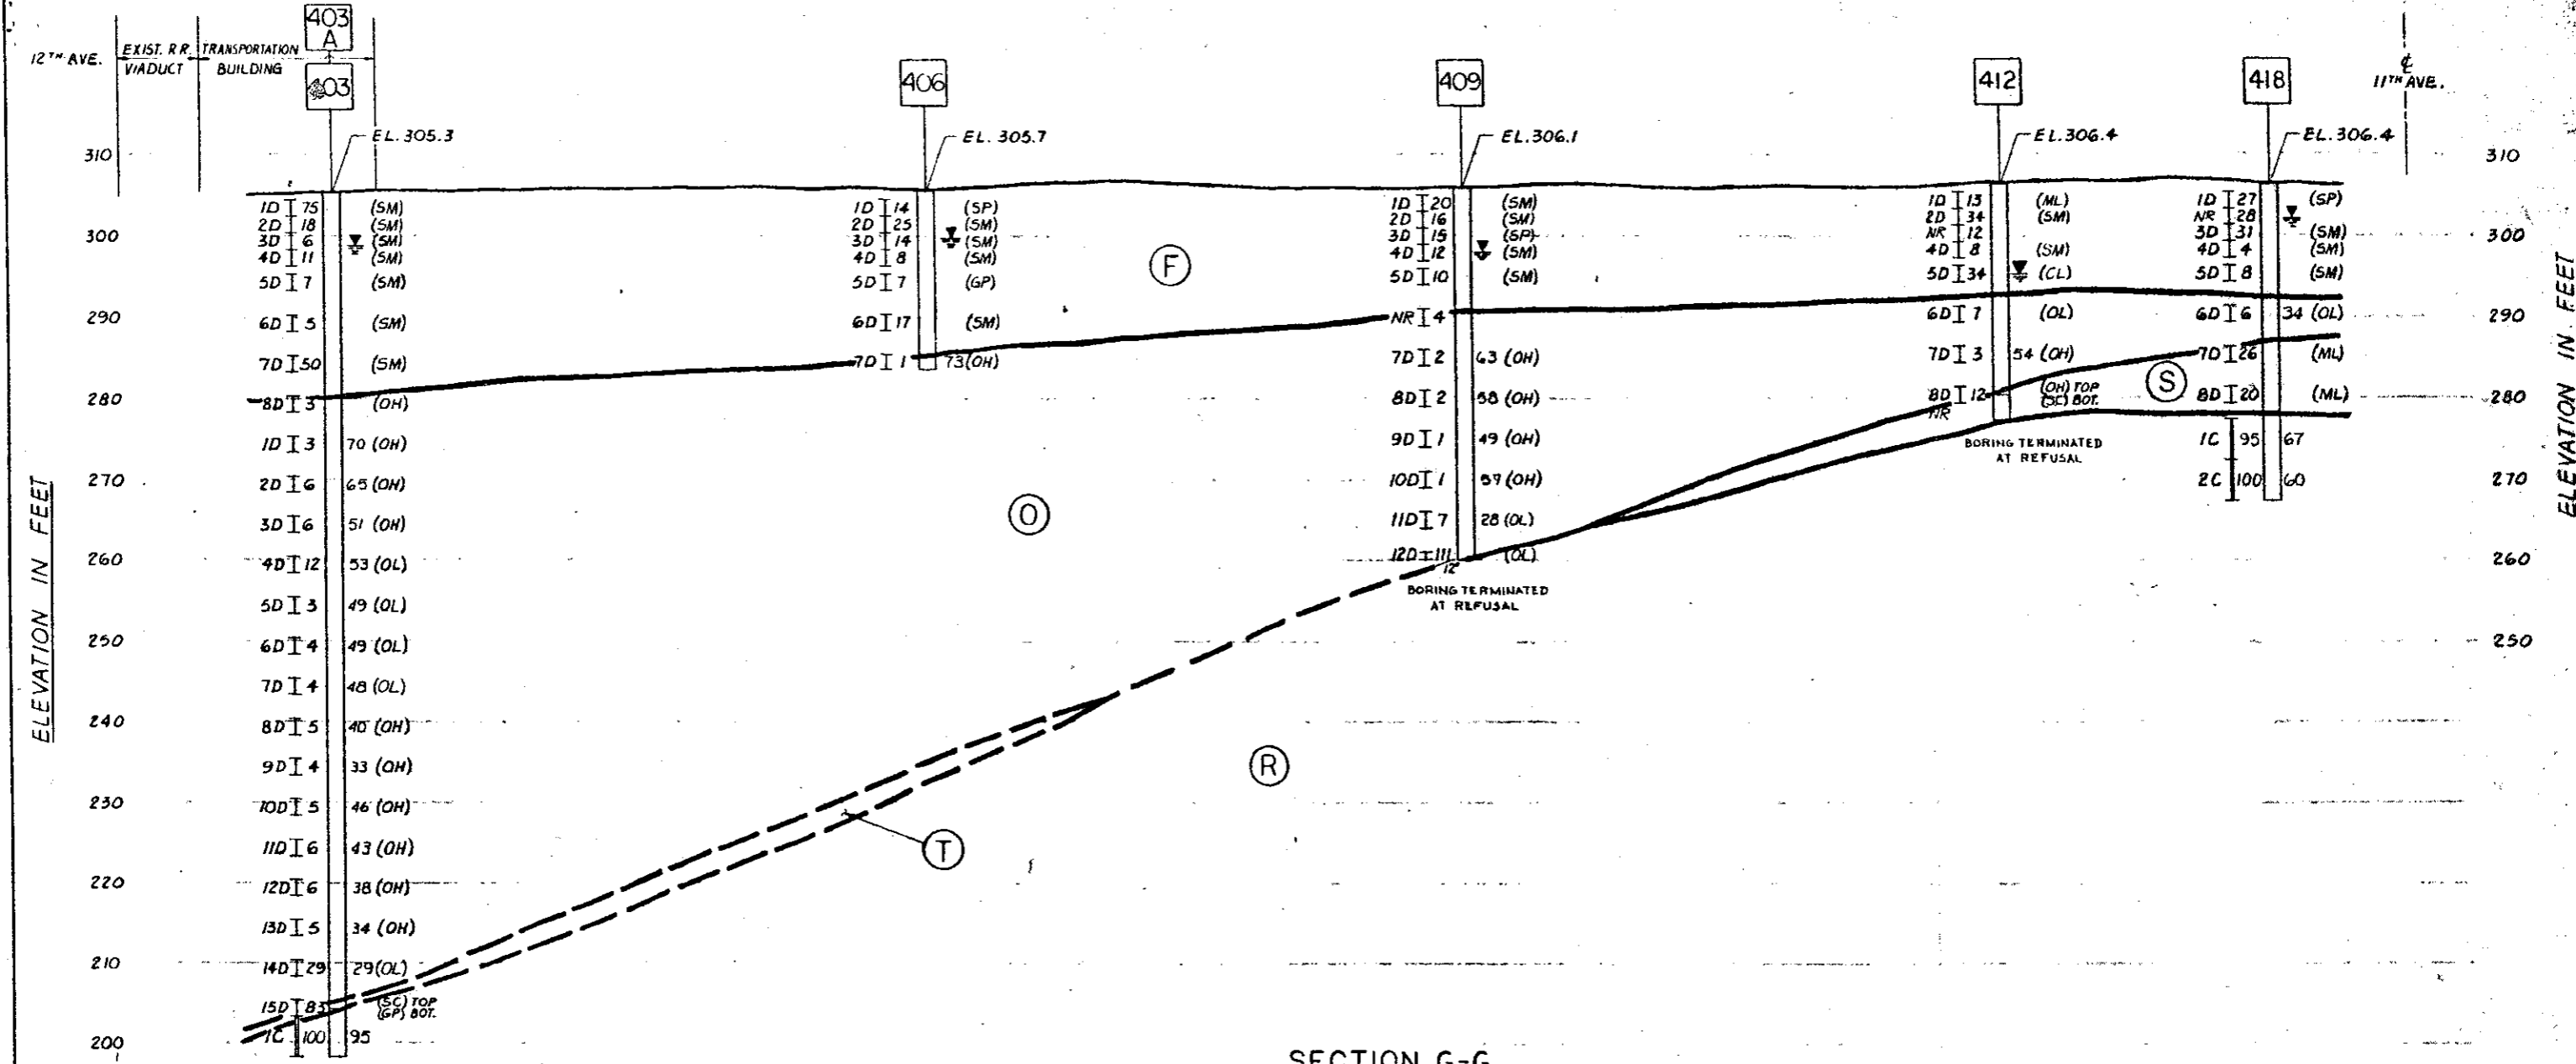 403
A
12TH AVE.
EXIST. R.R. VIADUCT
TRANSPORTATION BUILDING
403
406
409
412
418
℄ 11TH AVE.
EL. 305.3
EL. 305.7
EL. 306.1
EL. 306.4
EL. 306.4
310
300
290
280
270
260
250
240
230
220
210
200
ELEVATION IN FEET
1D 75 (SM)
2D 18 (SM)
3D 6 (SM)
4D 11 (SM)
5D 7 (SM)
6D 5 (SM)
7D 50 (SM)
8D 3 (OH)
1D 3 70 (OH)
2D 6 65 (OH)
3D 6 51 (OH)
4D 12 53 (OL)
5D 3 49 (OL)
6D 4 49 (OL)
7D 4 48 (OL)
8D 5 40 (OH)
9D 4 33 (OH)
10D 5 46 (OH)
11D 6 43 (OH)
12D 6 38 (OH)
13D 5 34 (OH)
14D 29 29 (OL)
15D 83 (SC) TOP
(GP) BOT.
1C 100 95
1D 14 (SP)
2D 25 (SM)
3D 14 (SM)
4D 8 (SM)
5D 7 (GP)
6D 17 (SM)
7D 1 73 (OH)
F
O
T
R
S
1D 20 (SM)
2D 16 (SM)
3D 15 (SP)
4D 12 (SM)
5D 10 (SM)
NR 4
7D 2 63 (OH)
8D 2 58 (OH)
9D 1 49 (OH)
10D 1 57 (OH)
11D 7 28 (OL)
12D 111 (OL)
12"
BORING TERMINATED
AT REFUSAL
1D 13 (ML)
2D 34 (SM)
NR 12
4D 8 (SM)
5D 34 (CL)
6D 7 (OL)
7D 3 54 (OH)
8D 12 (OH) TOP
NR (SC) BOT.
BORING TERMINATED
AT REFUSAL
1D 27 (SP)
NR 28
3D 31 (SM)
4D 4 (SM)
5D 8 (SM)
6D 6 34 (OL)
7D 26 (ML)
8D 20 (ML)
1C 95 67
2C 100 60
310
300
290
280
270
260
250
ELEVATION IN FEET
SECTION G-G